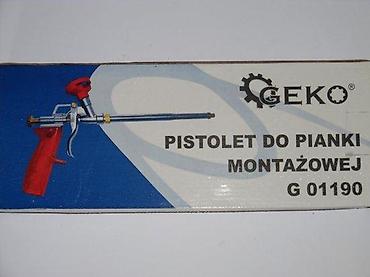 GEKO®
PISTOLET DO PIANKI
MONTAŻOWEJ
G 01190